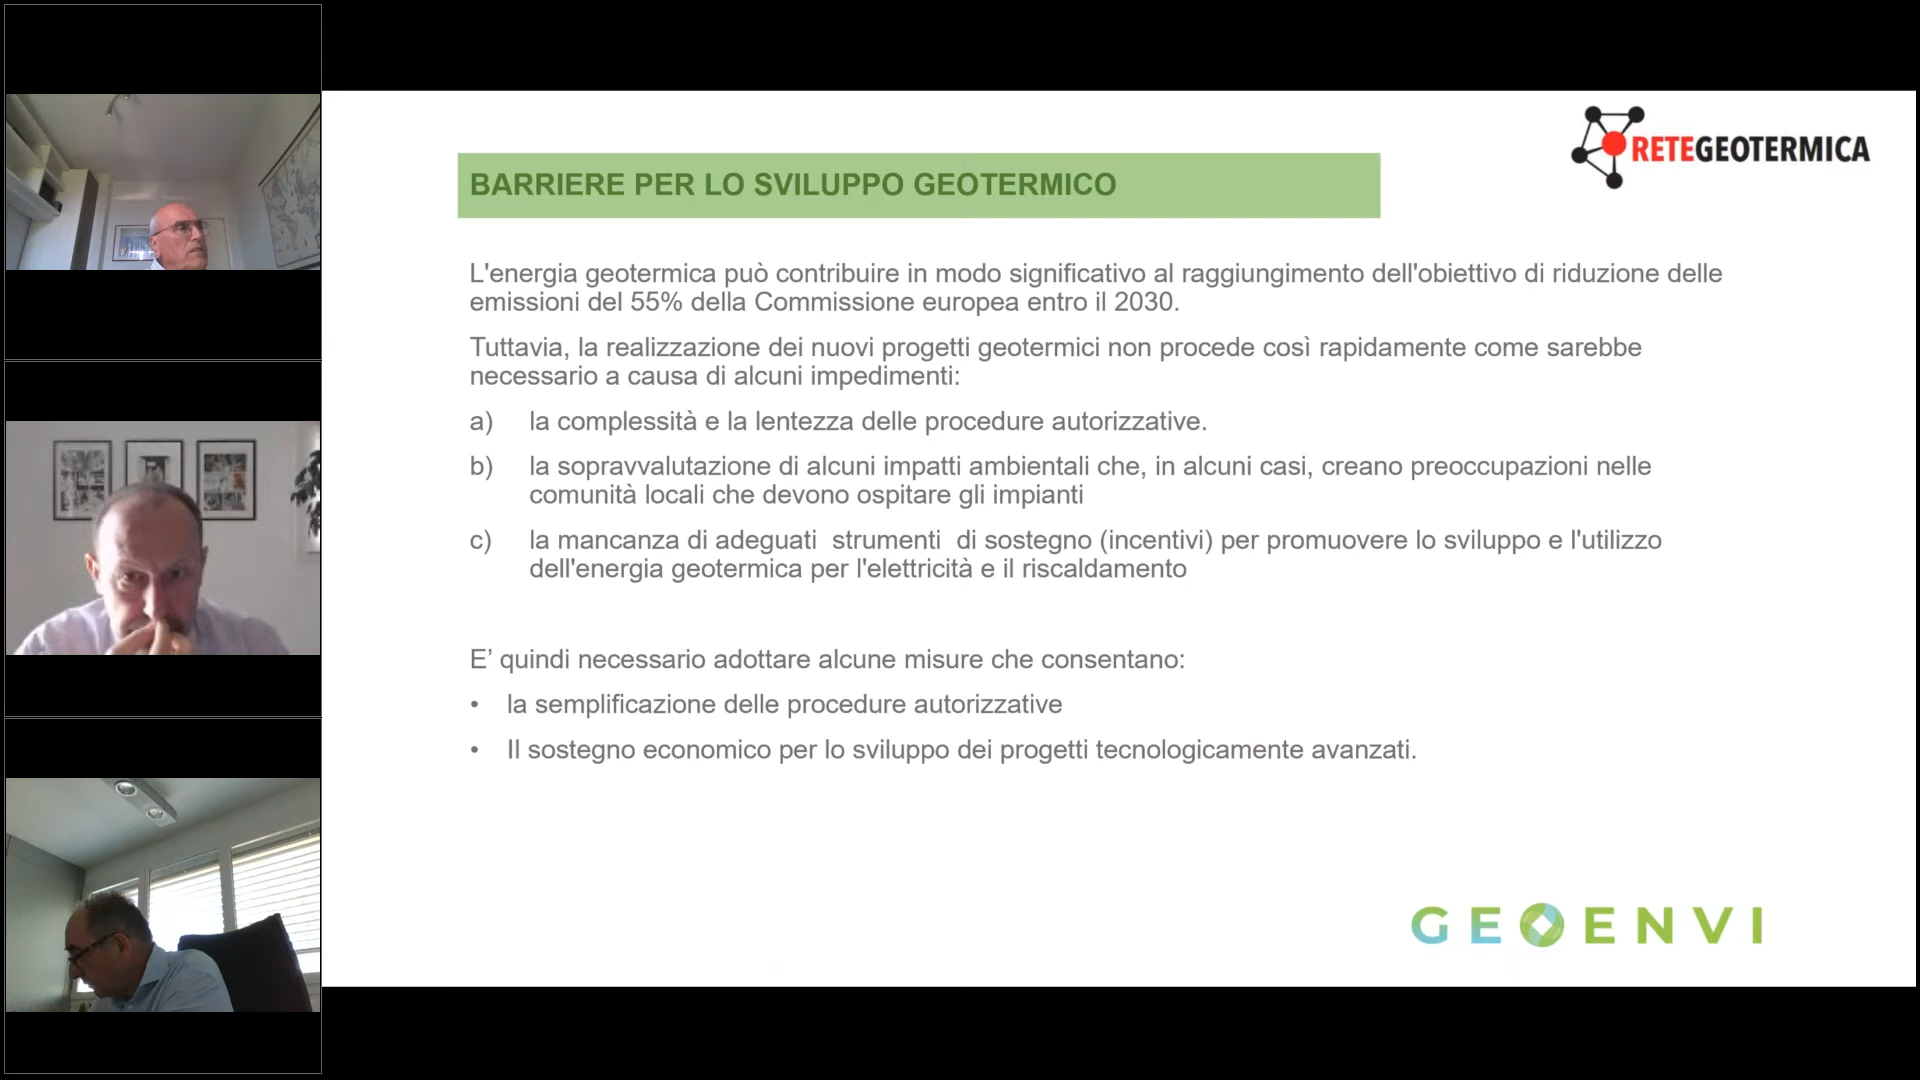 RETEGEOTERMICA
BARRIERE PER LO SVILUPPO GEOTERMICO
L'energia geotermica può contribuire in modo significativo al raggiungimento dell'obiettivo di riduzione delle
emissioni del 55% della Commissione europea entro il 2030.
Tuttavia, la realizzazione dei nuovi progetti geotermici non procede così rapidamente come sarebbe
necessario a causa di alcuni impedimenti:
a) la complessità e la lentezza delle procedure autorizzative.
b) la sopravvalutazione di alcuni impatti ambientali che, in alcuni casi, creano preoccupazioni nelle
comunità locali che devono ospitare gli impianti
c) la mancanza di adeguati strumenti di sostegno (incentivi) per promuovere lo sviluppo e l'utilizzo
dell'energia geotermica per l'elettricità e il riscaldamento
E’ quindi necessario adottare alcune misure che consentano:
• la semplificazione delle procedure autorizzative
• Il sostegno economico per lo sviluppo dei progetti tecnologicamente avanzati.
GEOENVI